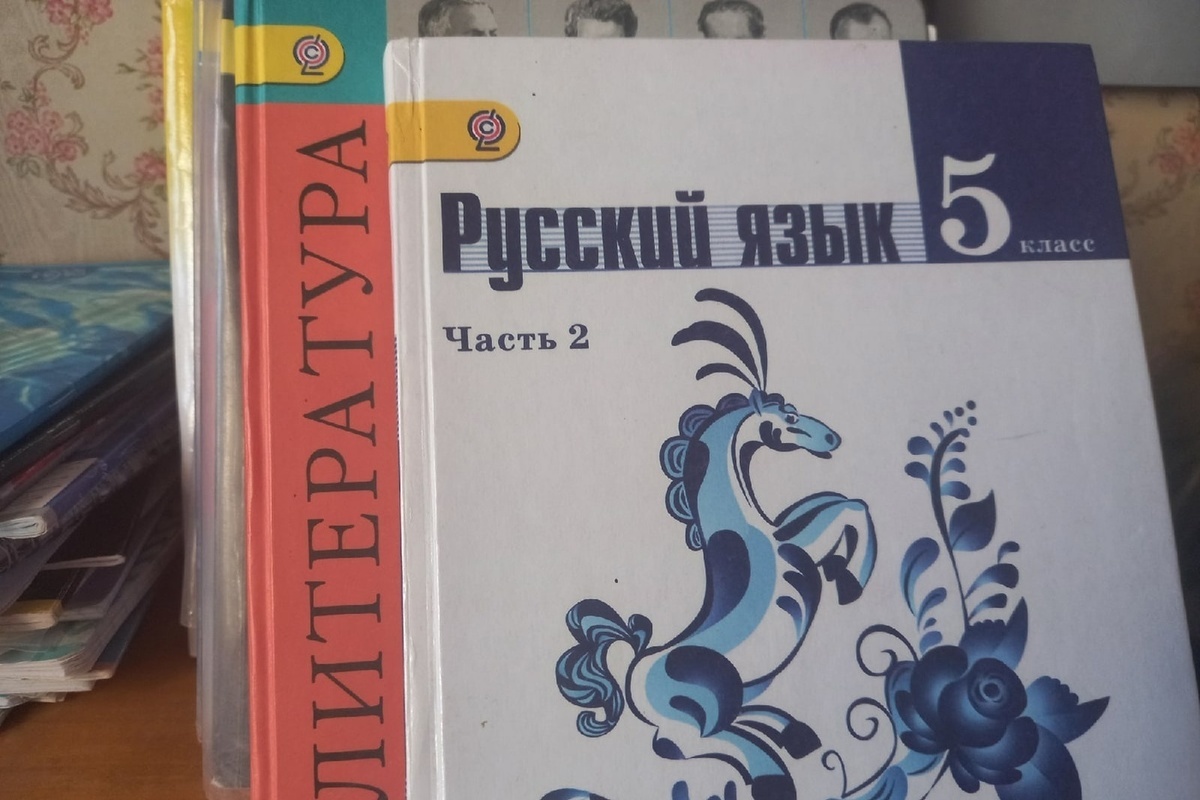 ЛИТЕРАТУРА
Русский язык
5
класс
Часть 2